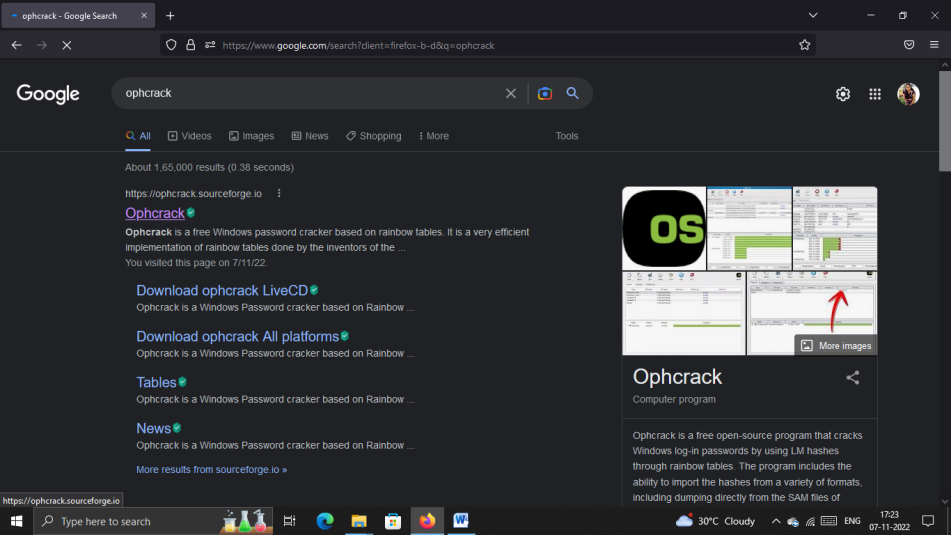 ophcrack - Google Search
https://www.google.com/search?client=firefox-b-d&q=ophcrack
Google
ophcrack
All
Videos
Images
News
Shopping
More
Tools
About 1,65,000 results (0.38 seconds)
https://ophcrack.sourceforge.io
Ophcrack
Ophcrack is a free Windows password cracker based on rainbow tables. It is a very efficient
implementation of rainbow tables done by the inventors of the ...
You visited this page on 7/11/22.
Download ophcrack LiveCD
Ophcrack is a Windows Password cracker based on Rainbow ...
Download ophcrack All platforms
Ophcrack is a Windows Password cracker based on Rainbow ...
Tables
Ophcrack is a Windows Password cracker based on Rainbow ...
News
Ophcrack is a Windows Password cracker based on Rainbow ...
More results from sourceforge.io »
OS
More images
Ophcrack
Computer program
Ophcrack is a free open-source program that cracks
Windows log-in passwords by using LM hashes
through rainbow tables. The program includes the
ability to import the hashes from a variety of formats,
including dumping directly from the SAM files of
https://ophcrack.sourceforge.io
Type here to search
30°C Cloudy
ENG
17:23
07-11-2022